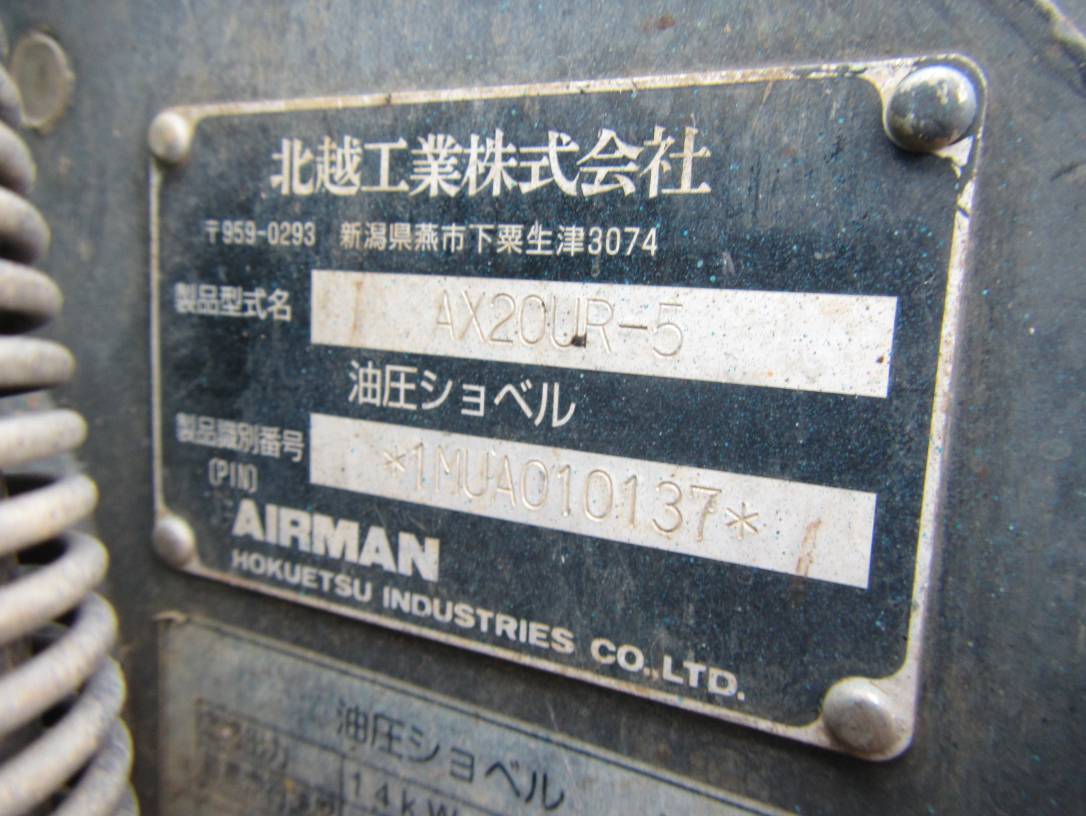 北越工業株式会社
〒959-0293 新潟県燕市下粟生津3074
製品型式名 AX20UR-5
油圧ショベル
製品識別番号 *1MUA010137*
(PIN)
AIRMAN
HOKUETSU INDUSTRIES CO.,LTD.
油圧ショベル
14kW